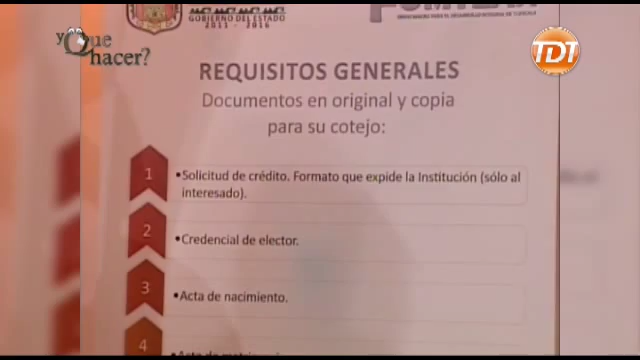 y Que
hacer?
GOBIERNO DEL ESTADO
2011 - 2016
TDT
REQUISITOS GENERALES
Documentos en original y copia
para su cotejo:
1
•Solicitud de crédito. Formato que expide la Institución (sólo al
interesado).
2
•Credencial de elector.
3
•Acta de nacimiento.
4